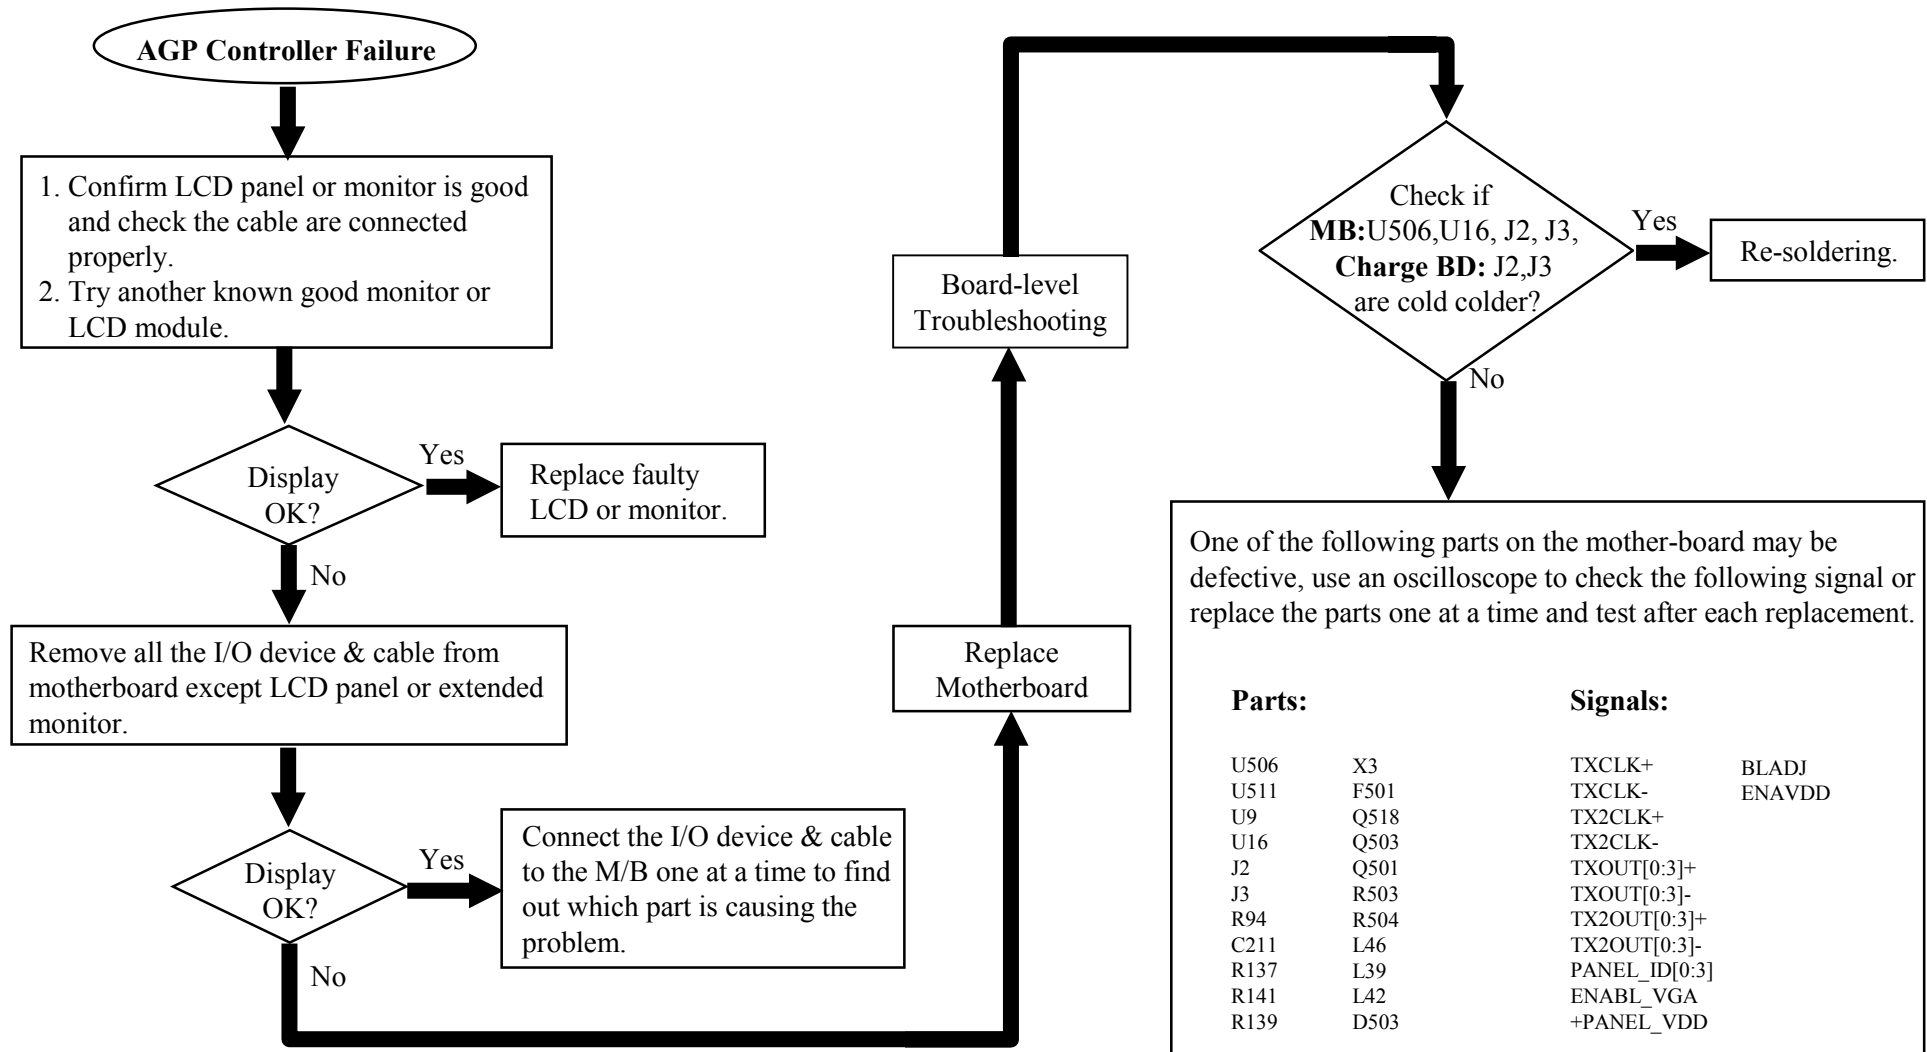 AGP Controller Failure
1. Confirm LCD panel or monitor is good
and check the cable are connected
properly.
2. Try another known good monitor or
LCD module.
Display
OK?
Yes
Replace faulty
LCD or monitor.
No
Remove all the I/O device & cable from
motherboard except LCD panel or extended
monitor.
Display
OK?
Yes
Connect the I/O device & cable
to the M/B one at a time to find
out which part is causing the
problem.
No
Replace
Motherboard
Board-level
Troubleshooting
Check if
MB:U506,U16, J2, J3,
Charge BD: J2,J3
are cold colder?
Yes
Re-soldering.
No
One of the following parts on the mother-board may be
defective, use an oscilloscope to check the following signal or
replace the parts one at a time and test after each replacement.
Parts:
U506 X3
U511 F501
U9 Q518
U16 Q503
J2 Q501
J3 R503
R94 R504
C211 L46
R137 L39
R141 L42
R139 D503
Signals:
TXCLK+ BLADJ
TXCLK- ENAVDD
TX2CLK+
TX2CLK-
TXOUT[0:3]+
TXOUT[0:3]-
TX2OUT[0:3]+
TX2OUT[0:3]-
PANEL_ID[0:3]
ENABL_VGA
+PANEL_VDD